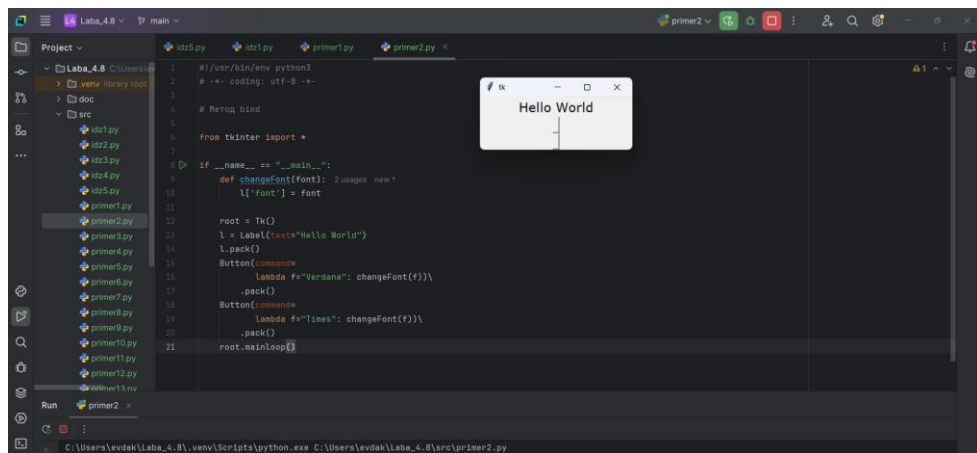 L4 Laba_4.8 main primer2
Project idz5.py idz1.py primer1.py primer2.py
Laba_4.8
.venv library root
doc
src
idz1.py
idz2.py
idz3.py
idz4.py
idz5.py
primer1.py
primer2.py
primer3.py
primer4.py
primer5.py
primer6.py
primer7.py
primer8.py
primer9.py
primer10.py
primer11.py
primer12.py
primer13.py
1 #!/usr/bin/env python3
2 # -*- coding: utf-8 -*-
3
4 # Метод bind
5
6 from tkinter import *
7
8 if __name__ == "__main__":
9 def changeFont(font): 2 usages new *
10 l['font'] = font
11
12 root = Tk()
13 l = Label(text="Hello World")
14 l.pack()
15 Button(command=
16 lambda f="Verdana": changeFont(f))\
17 .pack()
18 Button(command=
19 lambda f="Times": changeFont(f))\
20 .pack()
21 root.mainloop()
1
tk
Hello World
Run primer2
C:\Users\evdak\Laba_4.8\.venv\Scripts\python.exe C:\Users\evdak\Laba_4.8\src\primer2.py